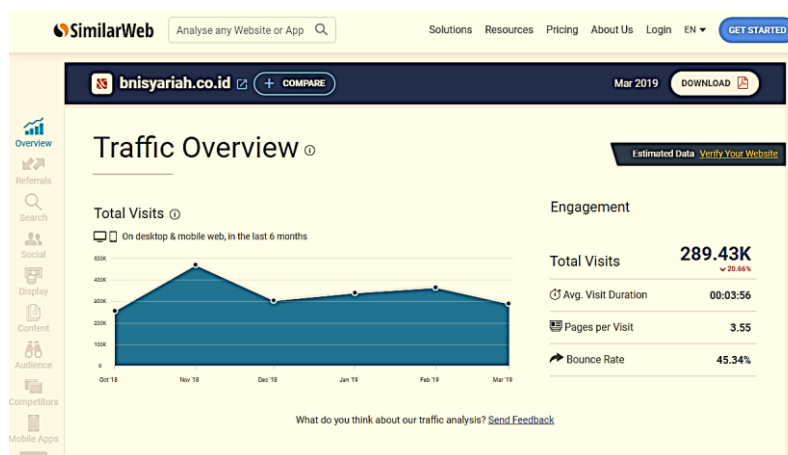 SimilarWeb
Analyse any Website or App
Solutions Resources Pricing About Us Login EN GET STARTED
bnisyariah.co.id + COMPARE Mar 2019 DOWNLOAD
Overview
Referrals
Search
Social
Display
Content
Audience
Competitors
Mobile Apps
Traffic Overview
Estimated Data Verify Your Website
Total Visits
On desktop & mobile web, in the last 6 months
500K
400K
300K
200K
100K
0
Oct'18 Nov'18 Dec'18 Jan'19 Feb'19 Mar'19
Engagement
Total Visits 289.43K
20.66%
Avg. Visit Duration 00:03:56
Pages per Visit 3.55
Bounce Rate 45.34%
What do you think about our traffic analysis? Send Feedback